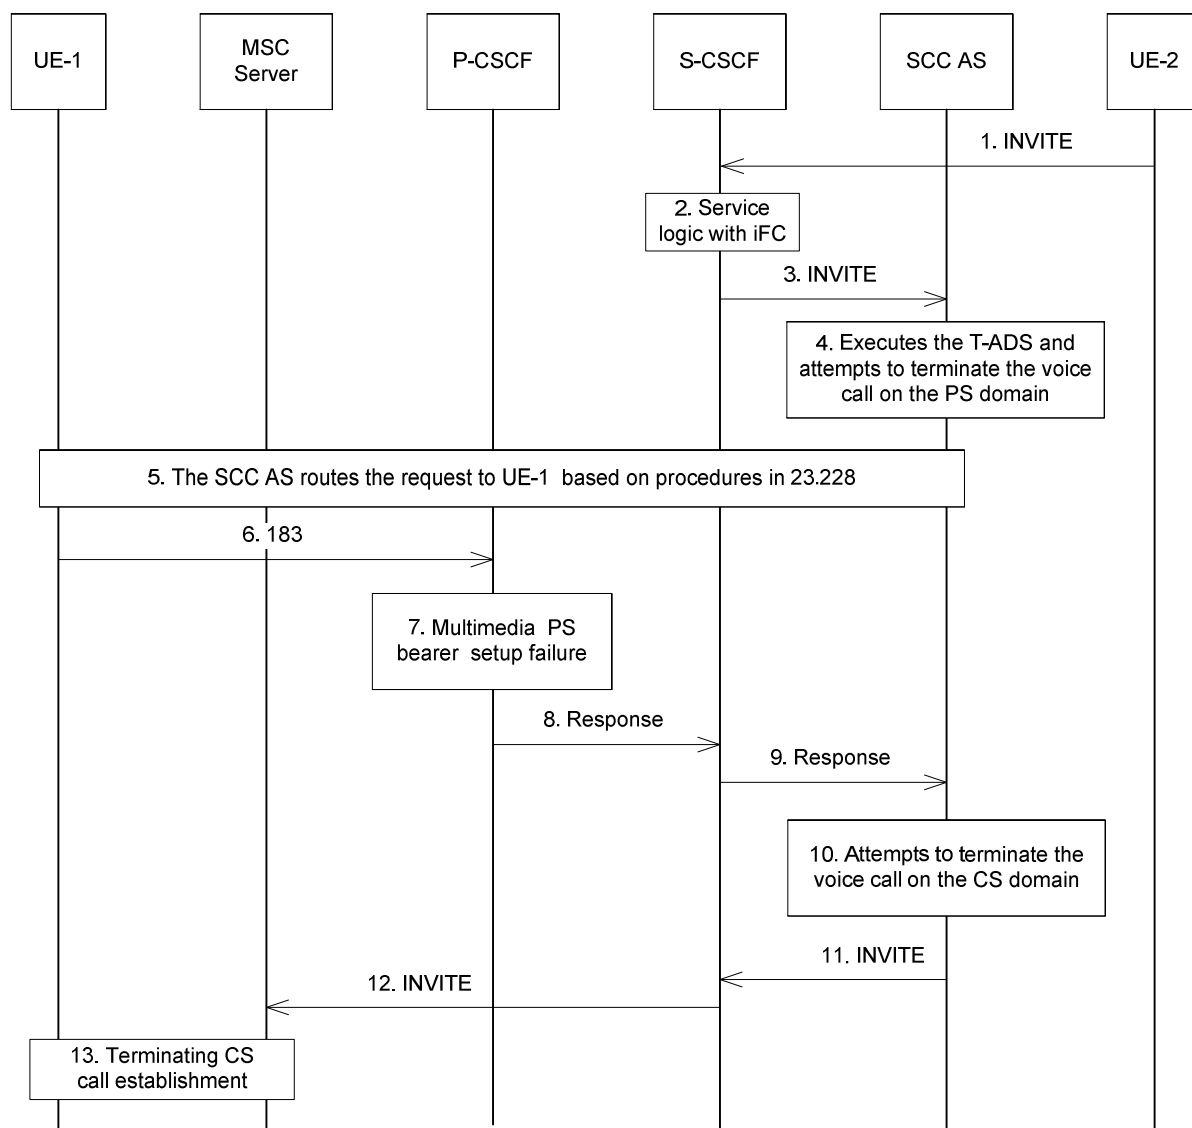 UE-1
MSC
Server
P-CSCF
S-CSCF
SCC AS
UE-2
1. INVITE
2. Service
logic with iFC
3. INVITE
4. Executes the T-ADS and
attempts to terminate the voice
call on the PS domain
5. The SCC AS routes the request to UE-1 based on procedures in 23.228
6. 183
7. Multimedia PS
bearer setup failure
8. Response
9. Response
10. Attempts to terminate the
voice call on the CS domain
11. INVITE
12. INVITE
13. Terminating CS
call establishment